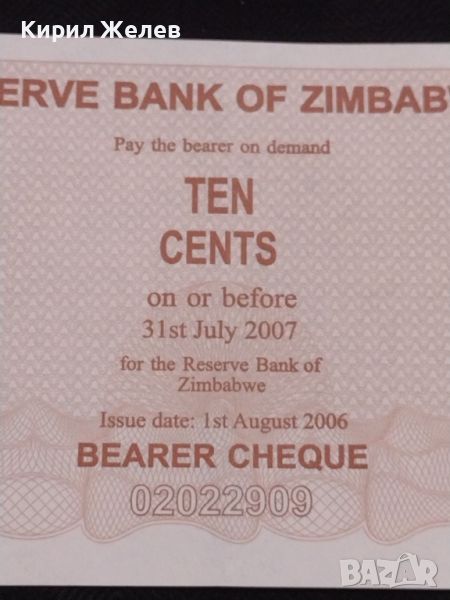 Кирил Желев
ERVE BANK OF ZIMBABW
Pay the bearer on demand
TEN
CENTS
on or before
31st July 2007
for the Reserve Bank of
Zimbabwe
Issue date: 1st August 2006
BEARER CHEQUE
02022909
BAZAR